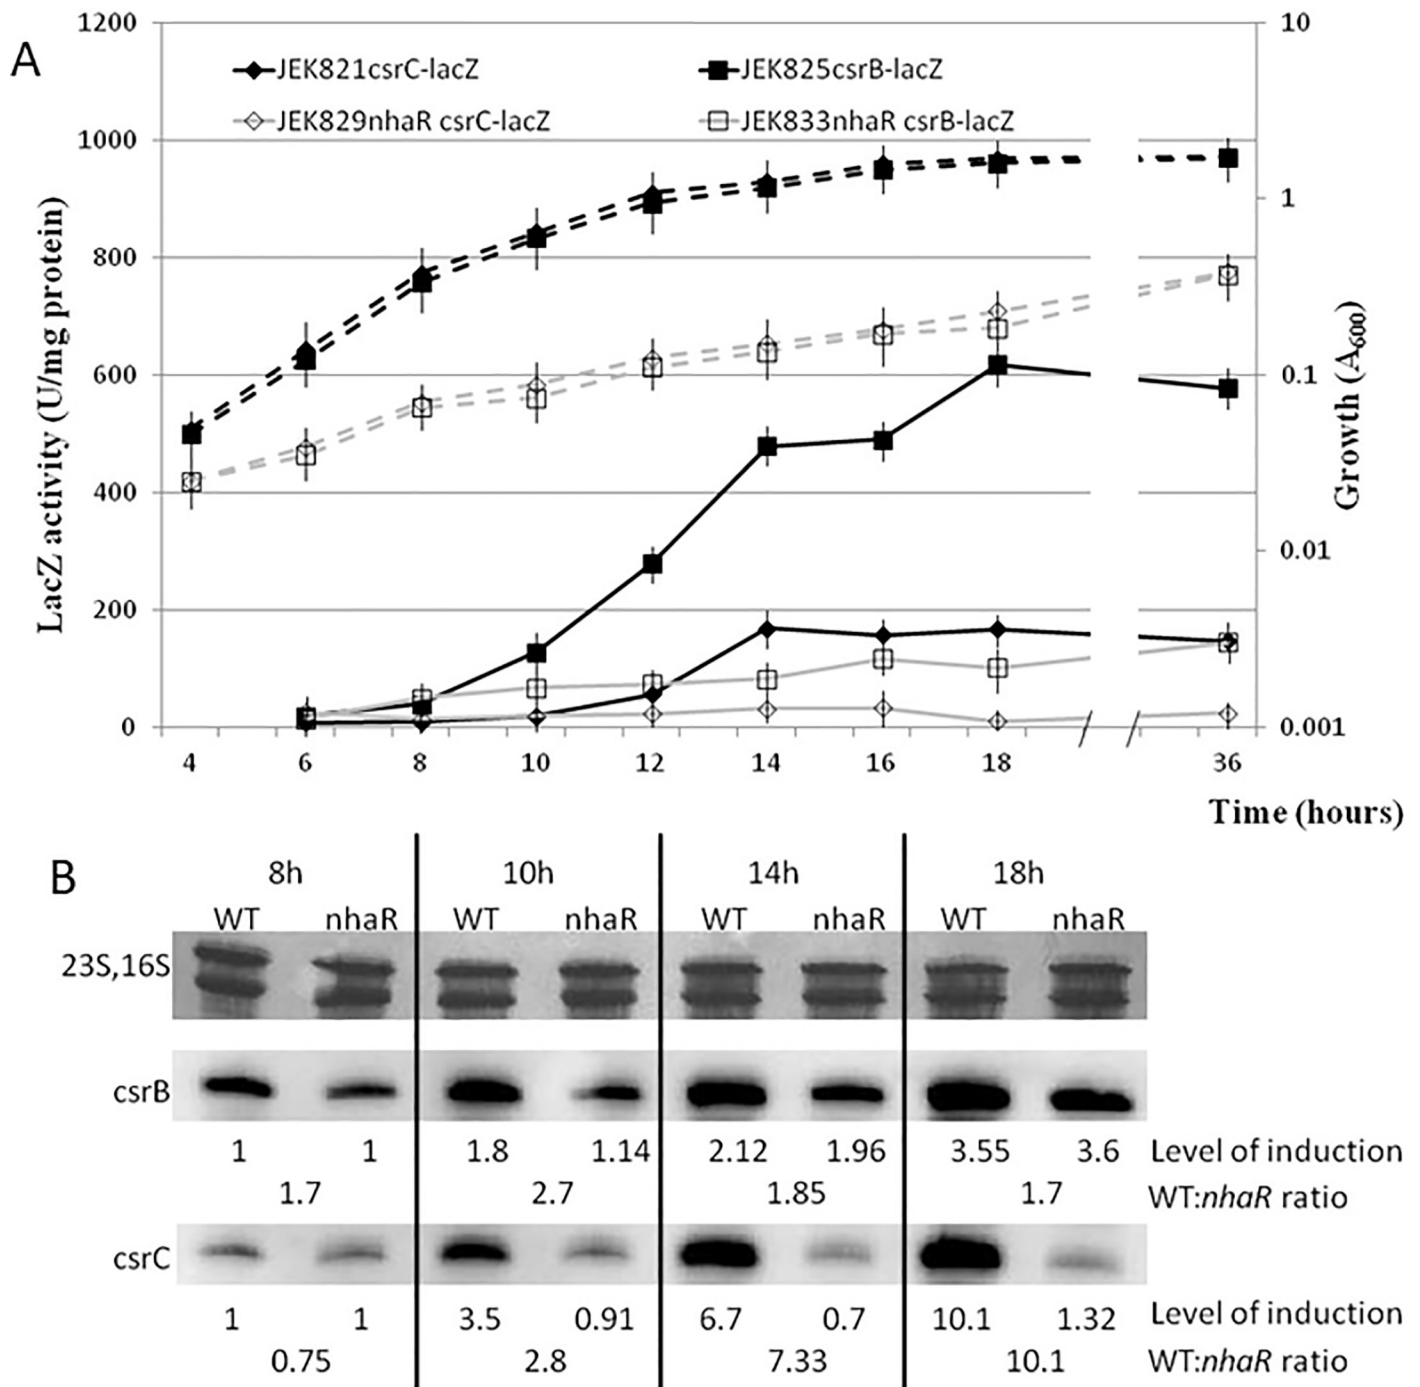 A
1200
10
JEK821csrC-lacZ
JEK825csrB-lacZ
JEK829nhaR csrC-lacZ
JEK833nhaR csrB-lacZ
1000
1
800
600
0.1
400
0.01
200
0
0.001
LacZ activity (U/mg protein)
Growth (A600)
4 6 8 10 12 14 16 18 36
Time (hours)
B
8h 10h 14h 18h
WT nhaR WT nhaR WT nhaR WT nhaR
23S,16S
csrB
1 1 1.8 1.14 2.12 1.96 3.55 3.6 Level of induction
1.7 2.7 1.85 1.7 WT:nhaR ratio
csrC
1 1 3.5 0.91 6.7 0.7 10.1 1.32 Level of induction
0.75 2.8 7.33 10.1 WT:nhaR ratio